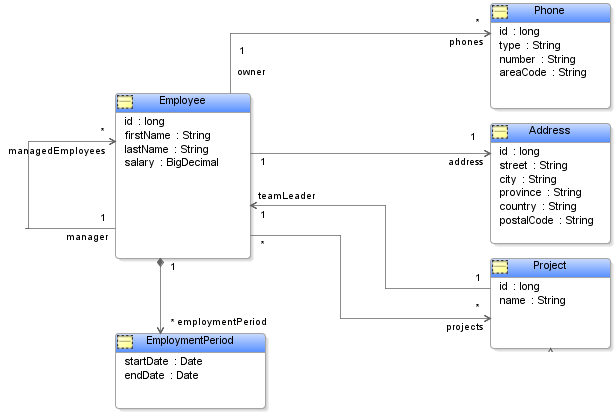 Phone
id : long
type : String
number : String
areaCode : String
*
phones
1
owner
Employee
id : long
firstName : String
lastName : String
salary : BigDecimal
*
managedEmployees
1
manager
1
address
1
Address
id : long
street : String
city : String
province : String
country : String
postalCode : String
teamLeader
1
*
Project
id : long
name : String
1
*
projects
1
* employmentPeriod
EmploymentPeriod
startDate : Date
endDate : Date